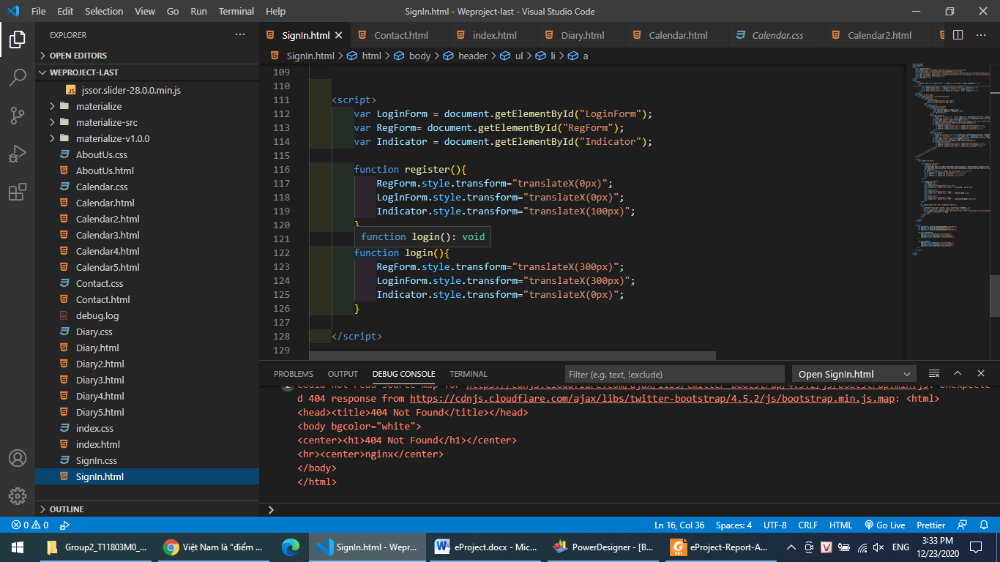 File Edit Selection View Go Run Terminal Help SignIn.html - Weproject-last - Visual Studio Code
EXPLORER
OPEN EDITORS
WEPROJECT-LAST
jssor.slider-28.0.0.min.js
materialize
materialize-src
materialize-v1.0.0
AboutUs.css
AboutUs.html
Calendar.css
Calendar.html
Calendar2.html
Calendar3.html
Calendar4.html
Calendar5.html
Contact.css
Contact.html
debug.log
Diary.css
Diary.html
Diary2.html
Diary3.html
Diary4.html
Diary5.html
index.css
index.html
SignIn.css
SignIn.html
OUTLINE
SignIn.html Contact.html index.html Diary.html Calendar.html Calendar.css Calendar2.html
SignIn.html > html > body > header > ul > li > a
109
110
111 <script>
112 var LoginForm = document.getElementById("LoginForm");
113 var RegForm= document.getElementById("RegForm");
114 var Indicator = document.getElementById("Indicator");
115
116 function register(){
117 RegForm.style.transform="translateX(0px)";
118 LoginForm.style.transform="translateX(0px)";
119 Indicator.style.transform="translateX(100px)";
120 }
121 function login(): void
122 function login(){
123 RegForm.style.transform="translateX(300px)";
124 LoginForm.style.transform="translateX(300px)";
125 Indicator.style.transform="translateX(0px)";
126 }
127
128 </script>
129
PROBLEMS OUTPUT DEBUG CONSOLE TERMINAL Filter (e.g. text, !exclude) Open SignIn.html
2 Could not read source map for https://cdnjs.cloudflare.com/ajax/libs/twitter-bootstrap/4.5.2/js/bootstrap.min.js: Unexpecte
d 404 response from https://cdnjs.cloudflare.com/ajax/libs/twitter-bootstrap/4.5.2/js/bootstrap.min.js.map: <html>
<head><title>404 Not Found</title></head>
<body bgcolor="white">
<center><h1>404 Not Found</h1></center>
<hr><center>nginx</center>
</body>
</html>
0 0 Ln 16, Col 36 Spaces: 4 UTF-8 CRLF HTML Go Live Prettier
Group2_T11803M0_... Việt Nam là “điểm ... SignIn.html - Wepr... eProject.docx - Mic... PowerDesigner - [B... eProject-Report-A... ENG 3:33 PM
12/23/2020